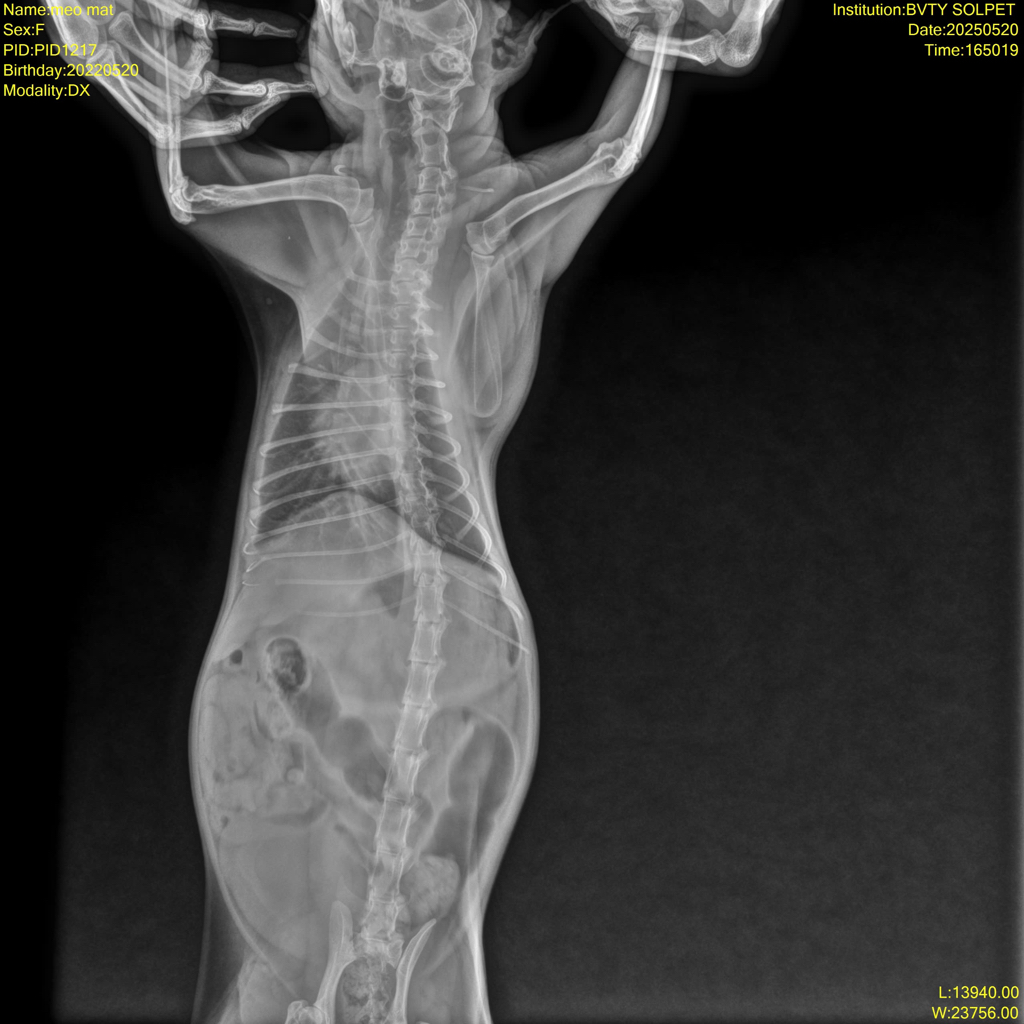 Name:meo mat
Sex:F
PID:PID1217
Birthday:20220520
Modality:DX
Institution:BVTY SOLPET
Date:20250520
Time:165019
L:13940.00
W:23756.00